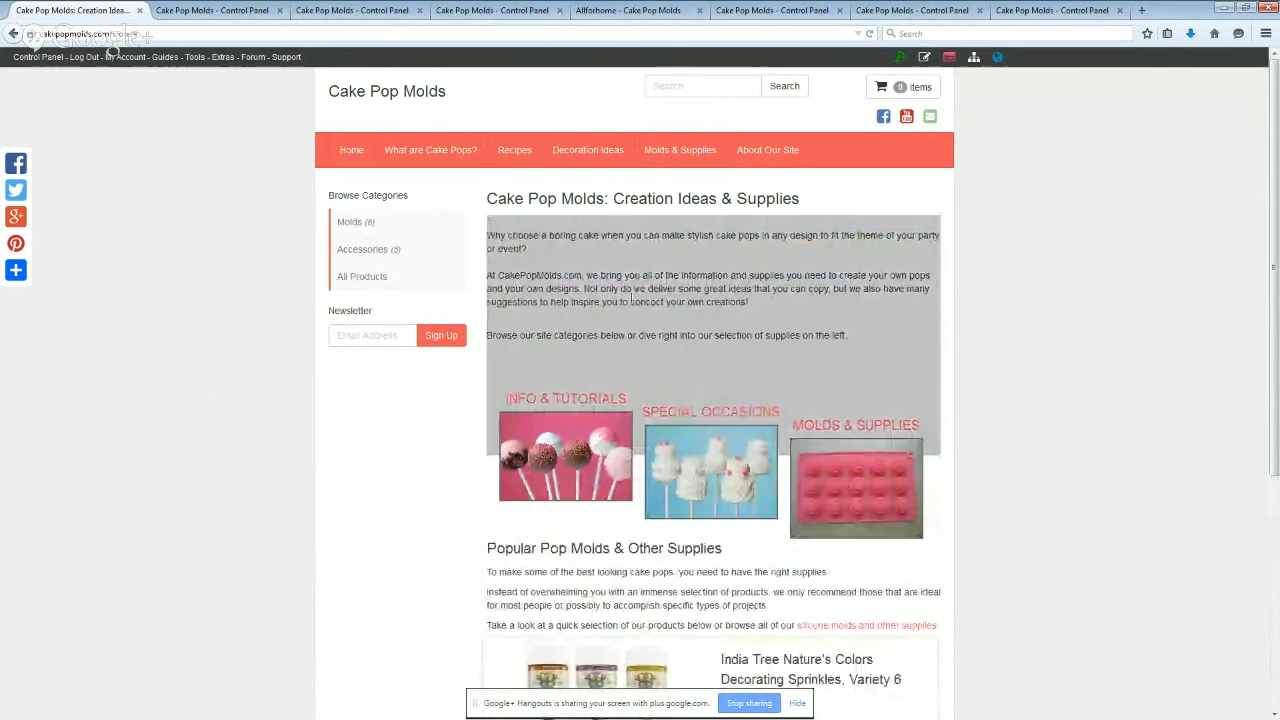 Cake Pop Molds: Creation Idea...
Cake Pop Molds | Cake Pop Molds | Cake Pop Molds | Allforhome - Cake Pop Molds | Cake Pop Molds | Cake Pop Molds | Cake Pop Molds
Search
Control Panel - Log Out - My Account - Guides - Tools - Extras - Forum - Support
Cake Pop Molds
Search
Search
0 items
Home
What are Cake Pops?
Recipes
Decoration Ideas
Molds & Supplies
About Our Site
Browse Categories
Molds (6)
Accessories (5)
All Products
Newsletter
Email Address
Sign Up
Cake Pop Molds: Creation Ideas & Supplies
Why choose a boring cake when you can make stylish cake pops in any design to fit the theme of your party
or event?
At CakePopMolds.com, we bring you all of the information and supplies you need to create your own pops
and your own designs. Not only do we deliver some great ideas that you can copy, but we also have many
suggestions to help inspire you to concoct your own creations!
Browse our site categories below or dive right into our selection of supplies on the left.
INFO & TUTORIALS
SPECIAL OCCASIONS
MOLDS & SUPPLIES
Popular Pop Molds & Other Supplies
To make some of the best looking cake pops, you need to have the right supplies.
Instead of overwhelming you with an immense selection of products, we only recommend those that are ideal
for most people or possibly to accomplish specific types of projects.
Take a look at a quick selection of our products below or browse all of our silicone molds and other supplies
India Tree Nature's Colors
Decorating Sprinkles, Variety 6
Google+ Hangouts is sharing your screen with plus.google.com.
Stop sharing
Hide